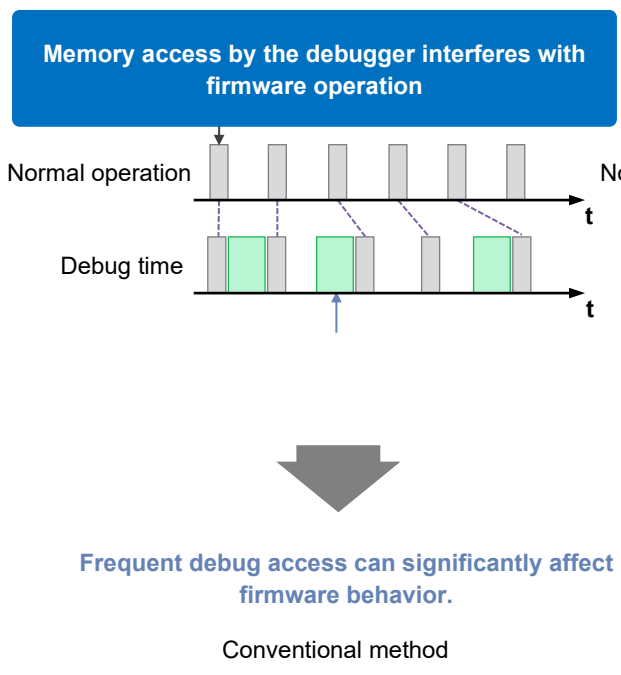 Memory access by the debugger interferes with
firmware operation
Normal operation
t
Debug time
t
Frequent debug access can significantly affect
firmware behavior.
Conventional method